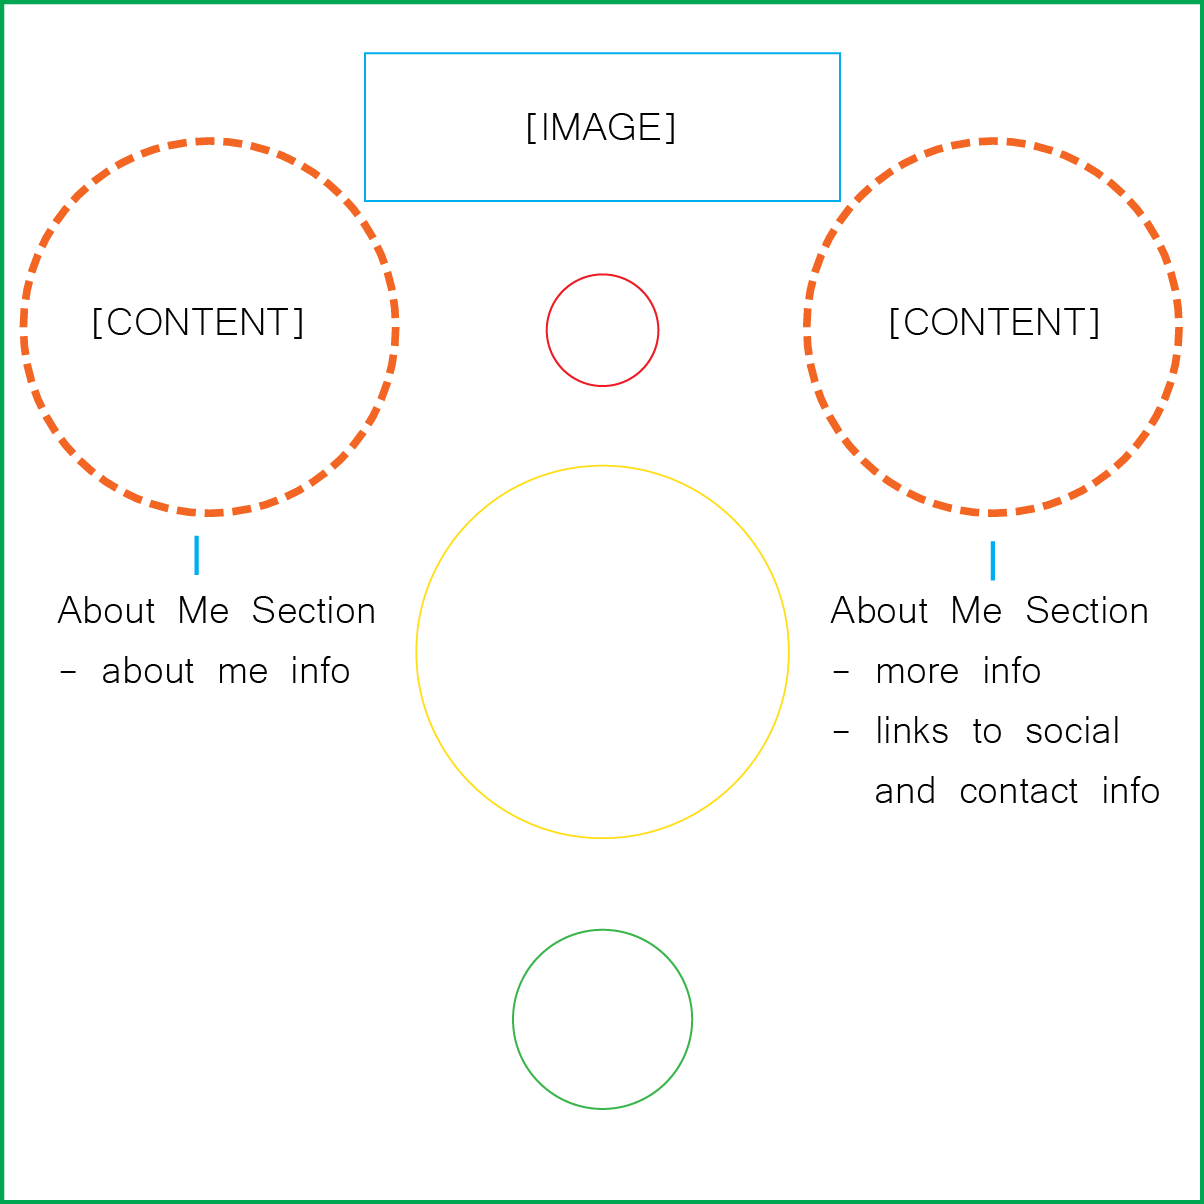 [IMAGE]
[CONTENT]
[CONTENT]
About Me Section
- about me info
About Me Section
- more info
- links to social
and contact info